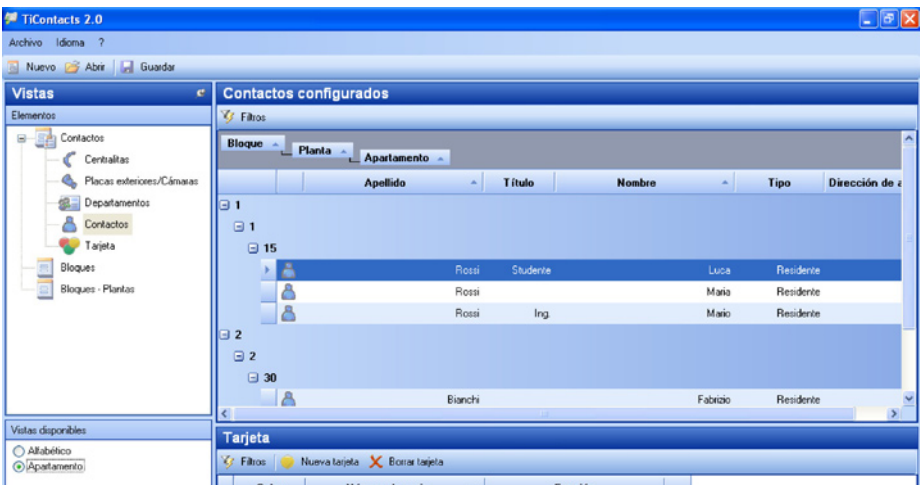 TiContacts 2.0
Archivo Idioma ?
Nuevo Abrir Guardar
Vistas
Elementos
Contactos
Centralitas
Placas exteriores/Cámaras
Departamentos
Contactos
Tarjeta
Bloques
Bloques - Plantas
Vistas disponibles
Alfabético
Apartamento
Contactos configurados
Filtros
Bloque Planta Apartamento
Apellido Título Nombre Tipo Dirección de a
1
1
15
Rossi Studente Luca Residente
Rossi Maria Residente
Rossi Ing. Mario Residente
2
2
30
Bianchi Fabrizio Residente
Tarjeta
Filtros Nueva tarjeta Borrar tarjeta